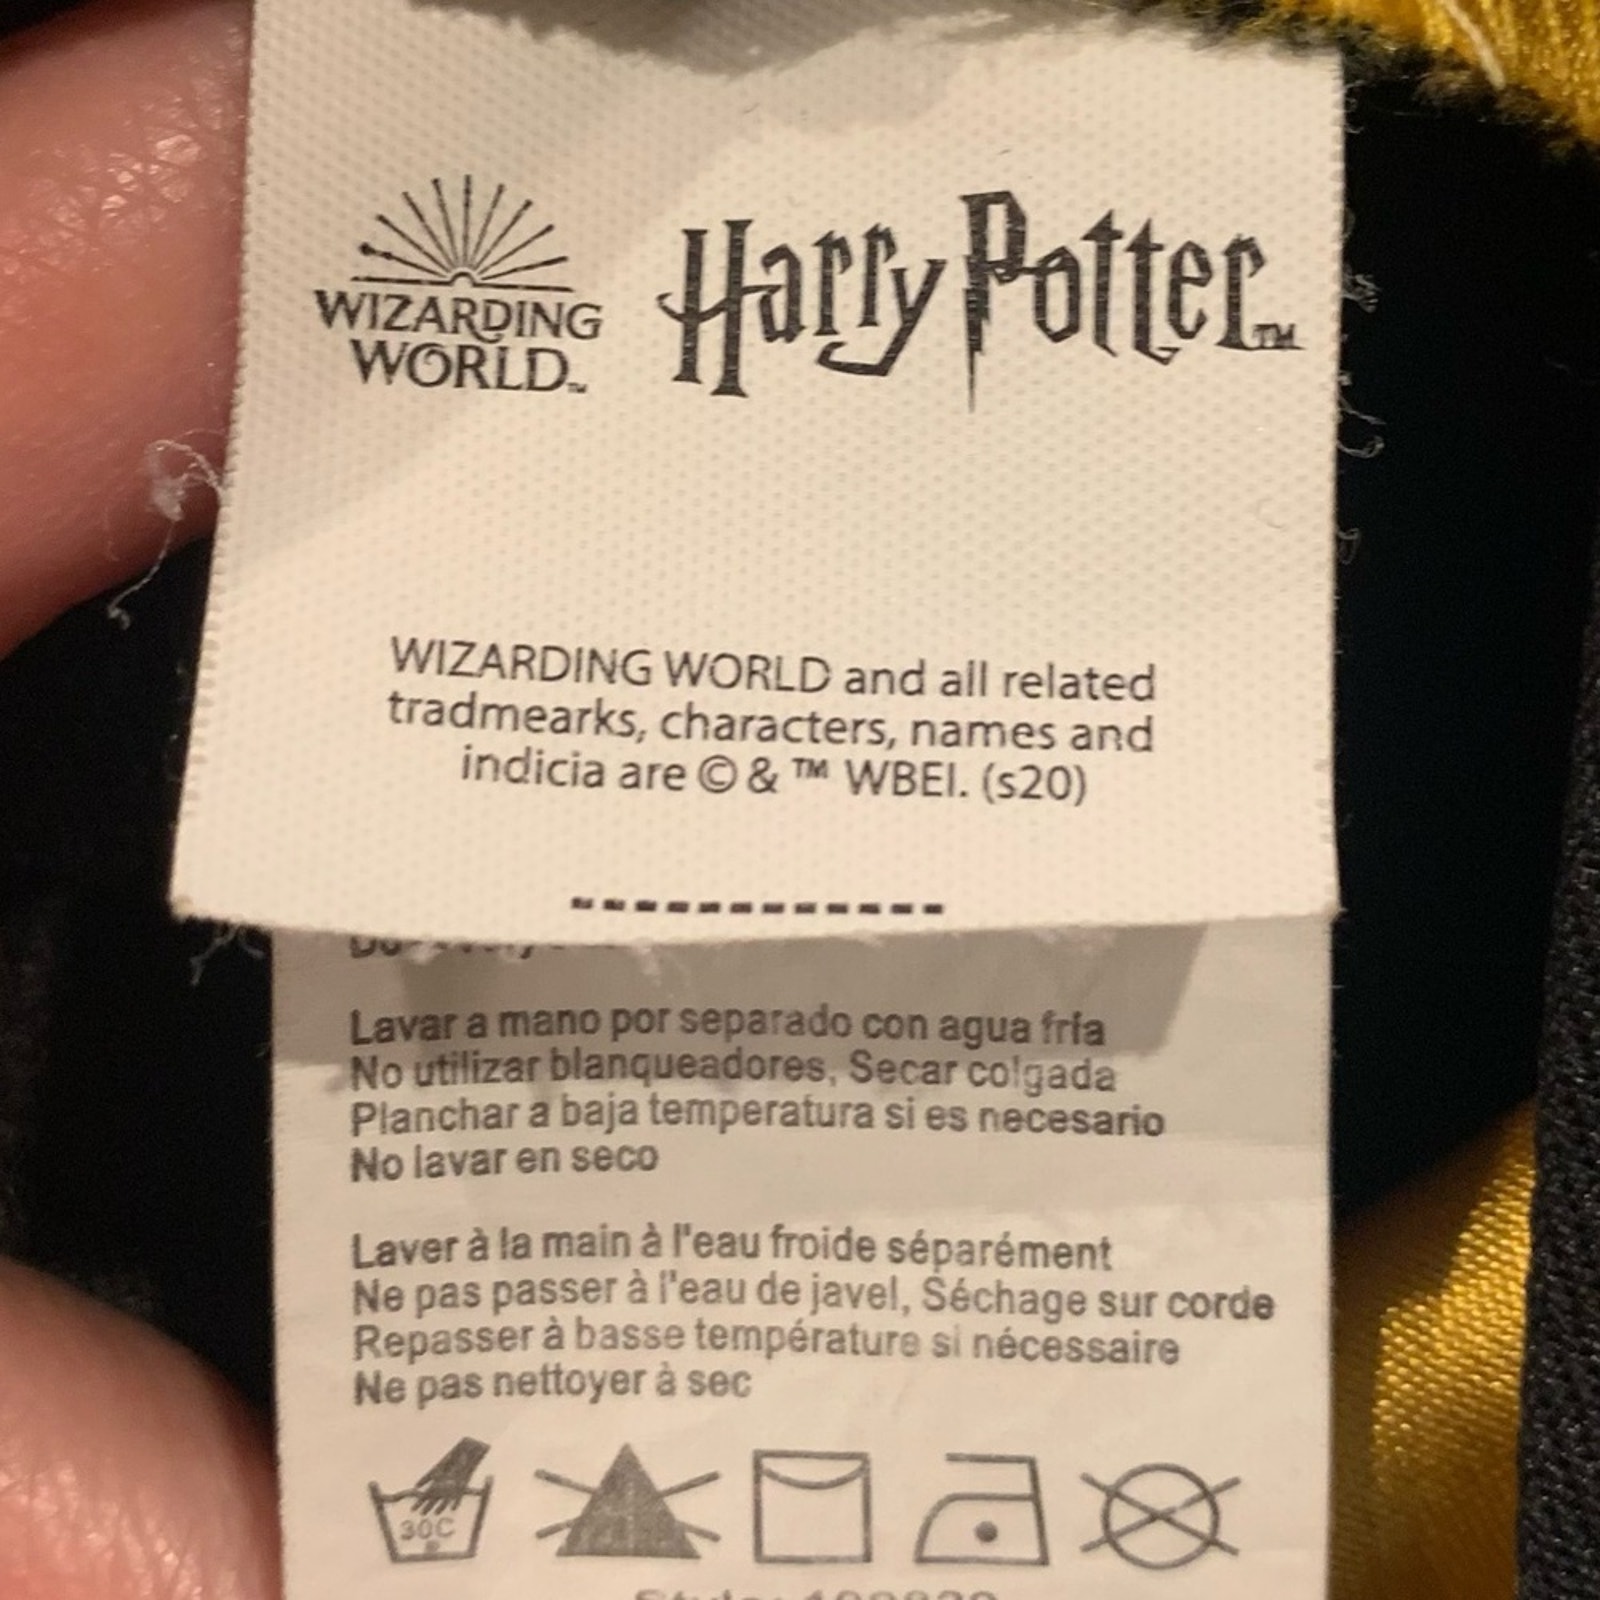 WIZARDING
WORLD™
Harry Potter™
WIZARDING WORLD and all related
tradmearks, characters, names and
indicia are © & ™ WBEI. (s20)
Lavar a mano por separado con agua fría
No utilizar blanqueadores, Secar colgada
Planchar a baja temperatura si es necesario
No lavar en seco
Laver à la main à l'eau froide séparément
Ne pas passer à l'eau de javel, Séchage sur corde
Repasser à basse température si nécessaire
Ne pas nettoyer à sec
30C